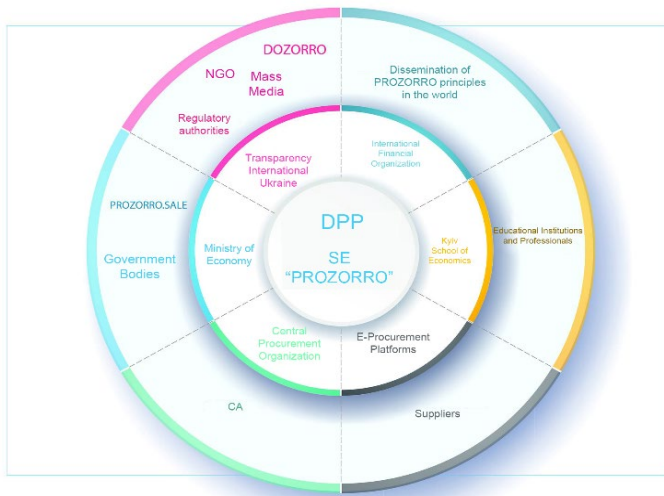 DOZORRO
NGO
Mass
Media
Regulatory
authorities
Dissemination of
PROZORRO principles
in the world
Transparency
International
Ukraine
International
Financial
Organization
PROZORRO.SALE
Government
Bodies
Ministry of
Economy
DPP
SE
“PROZORRO”
Kyiv
School of
Economics
Educational Institutions
and Professionals
Central
Procurement
Organization
E-Procurement
Platforms
CA
Suppliers